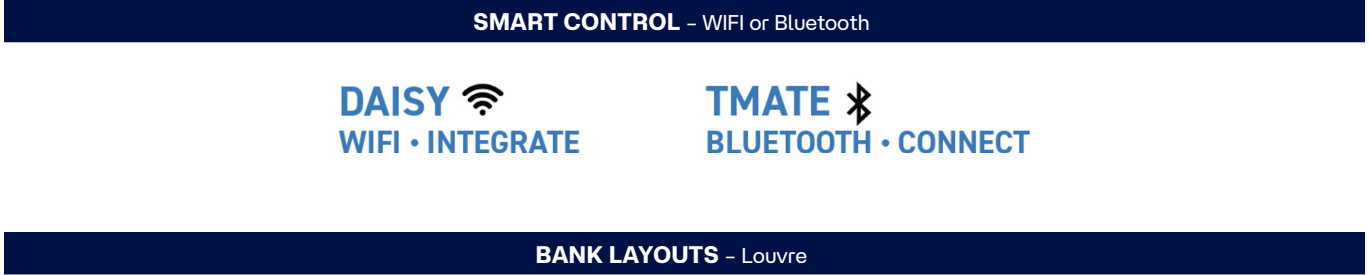 SMART CONTROL – WIFI or Bluetooth
DAISY
WIFI • INTEGRATE
TMATE
BLUETOOTH • CONNECT
BANK LAYOUTS – Louvre